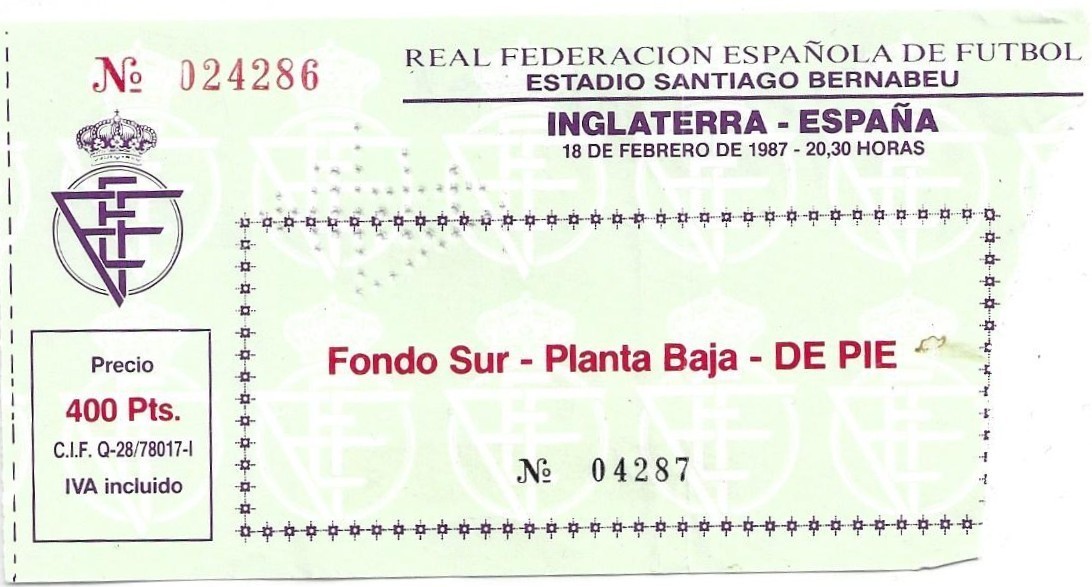 Nº 024286
REAL FEDERACION ESPAÑOLA DE FUTBOL
ESTADIO SANTIAGO BERNABEU
INGLATERRA - ESPAÑA
18 DE FEBRERO DE 1987 - 20,30 HORAS
Fondo Sur - Planta Baja - DE PIE
Nº 04287
Precio
400 Pts.
C.I.F. Q-28/78017-I
IVA incluido